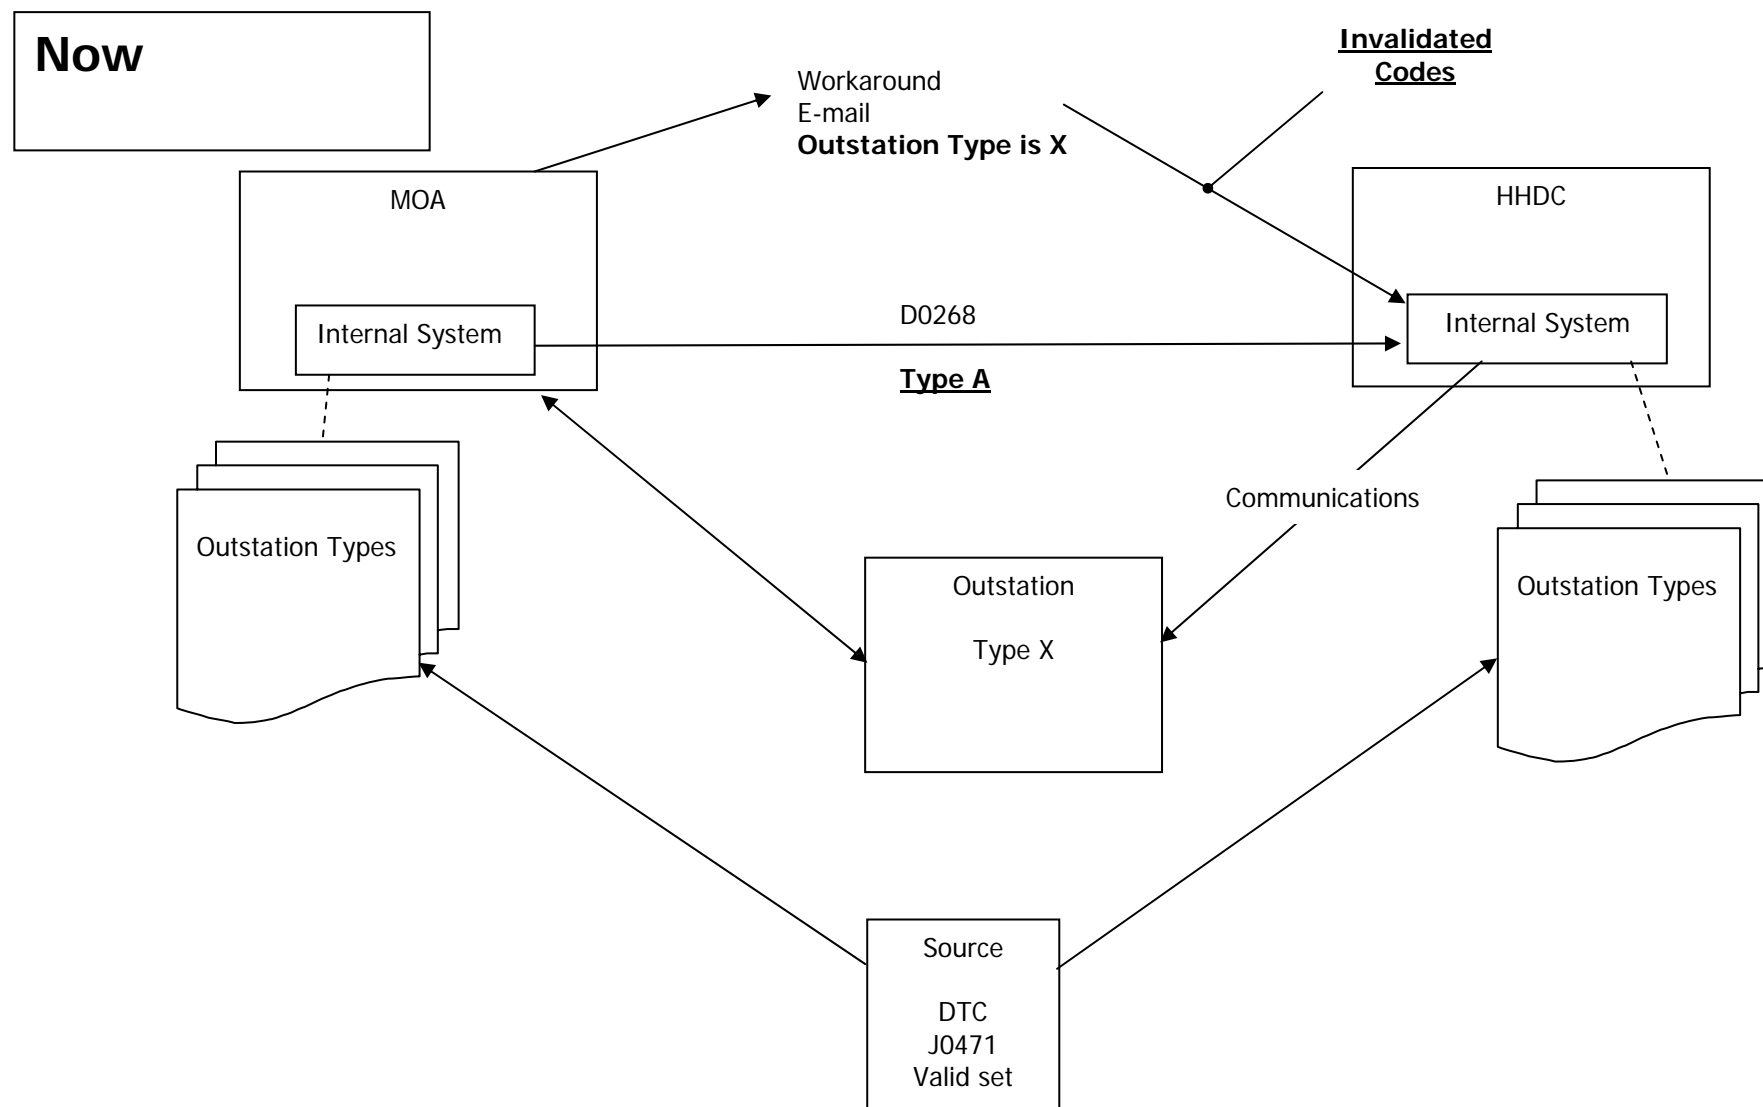 Now
Invalidated
Codes
Workaround
E-mail
Outstation Type is X
MOA
HHDC
Internal System
D0268
Internal System
Type A
Communications
Outstation Types
Outstation
Type X
Outstation Types
Source
DTC
J0471
Valid set